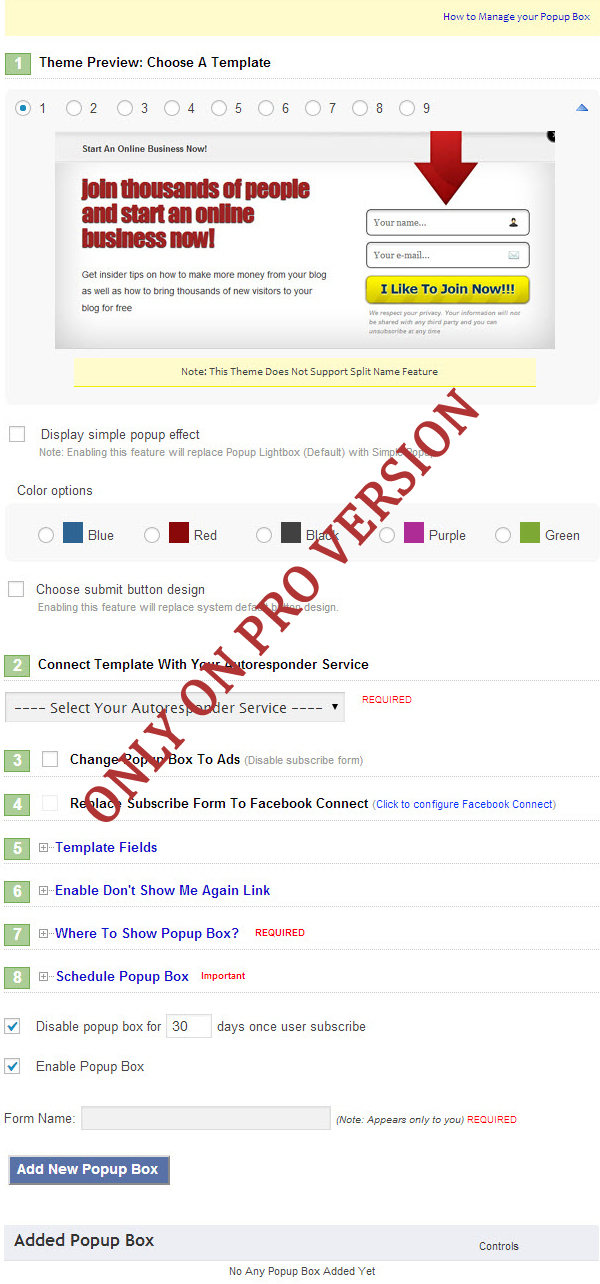 How to Manage your Popup Box
1 Theme Preview: Choose A Template
1 2 3 4 5 6 7 8 9
Start An Online Business Now!
Join thousands of people
and start an online
business now!
Get insider tips on how to make more money from your blog
as well as how to bring thousands of new visitors to your
blog for free
Your name...
Your e-mail...
I Like To Join Now!!!
We respect your privacy. Your information will not
be shared with any third party and you can
unsubscribe at any time
Note: This Theme Does Not Support Split Name Feature
Display simple popup effect
Note: Enabling this feature will replace Popup Lightbox (Default) with Simple Popup.
Color options
Blue Red Black Purple Green
Choose submit button design
Enabling this feature will replace system default button design.
ONLY ON PRO VERSION
2 Connect Template With Your Autoresponder Service
---- Select Your Autoresponder Service ---- REQUIRED
3 Change Popup Box To Ads (Disable subscribe form)
4 Replace Subscribe Form To Facebook Connect (Click to configure Facebook Connect)
5 Template Fields
6 Enable Don't Show Me Again Link
7 Where To Show Popup Box? REQUIRED
8 Schedule Popup Box Important
Disable popup box for 30 days once user subscribe
Enable Popup Box
Form Name: (Note: Appears only to you) REQUIRED
Add New Popup Box
Added Popup Box Controls
No Any Popup Box Added Yet